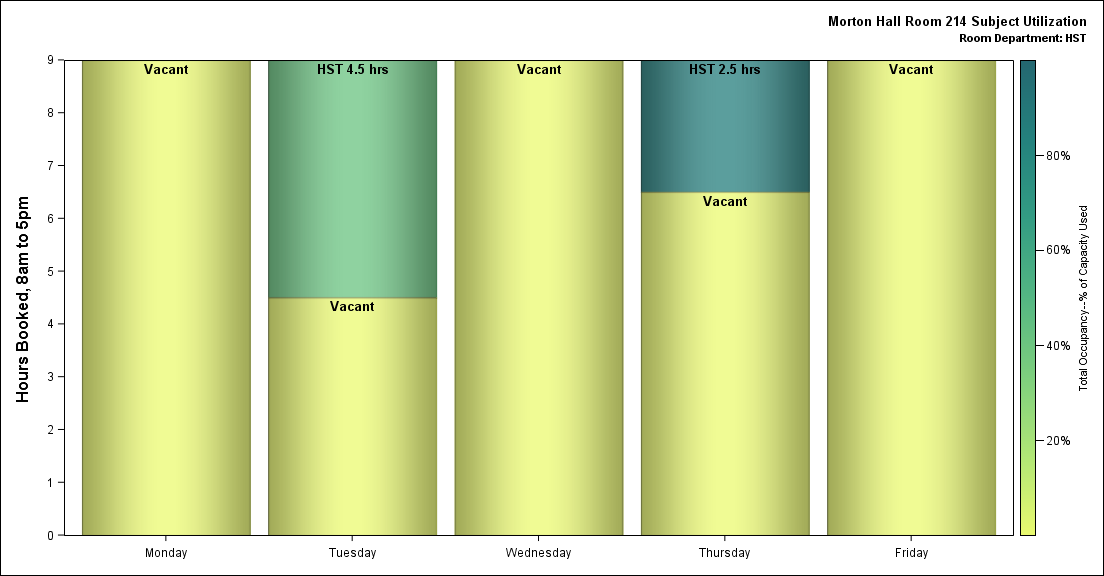 Morton Hall Room 214 Subject Utilization
Room Department: HST
Hours Booked, 8am to 5pm
9
8
7
6
5
4
3
2
1
0
Vacant
HST 4.5 hrs
Vacant
Vacant
HST 2.5 hrs
Vacant
Vacant
Monday
Tuesday
Wednesday
Thursday
Friday
80%
60%
40%
20%
Total Occupancy--% of Capacity Used